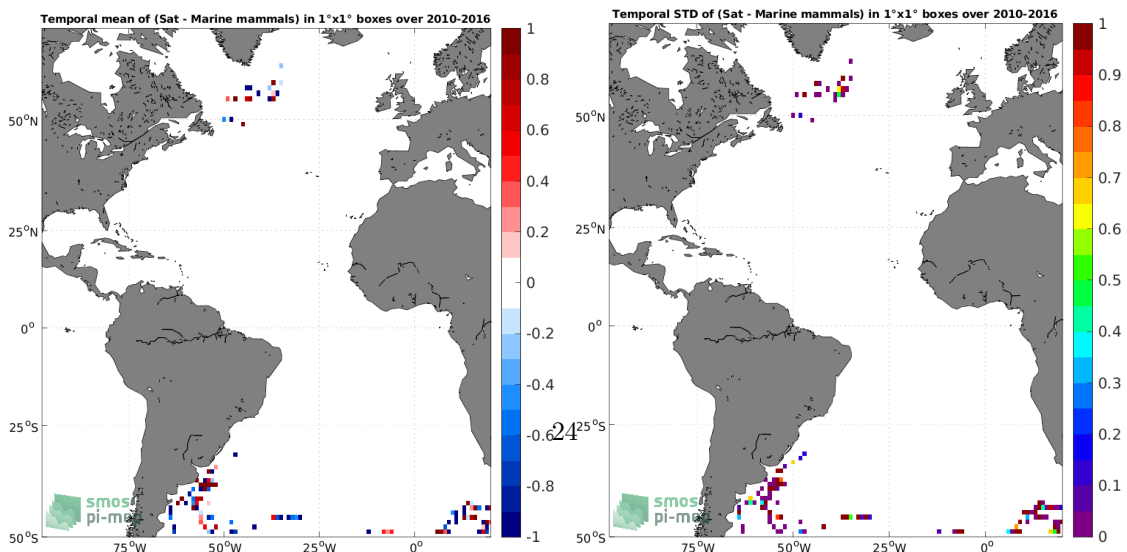 Temporal mean of (Sat - Marine mammals) in 1°x1° boxes over 2010-2016
50°N
25°N
0°
25°S
50°S
75°W
50°W
25°W
0°
1
0.8
0.6
0.4
0.2
0
-0.2
-0.4
-0.6
-0.8
-1
smos
24
Temporal STD of (Sat - Marine mammals) in 1°x1° boxes over 2010-2016
50°N
25°N
0°
25°S
50°S
75°W
50°W
25°W
0°
1
0.9
0.8
0.7
0.6
0.5
0.4
0.3
0.2
0.1
0
smos